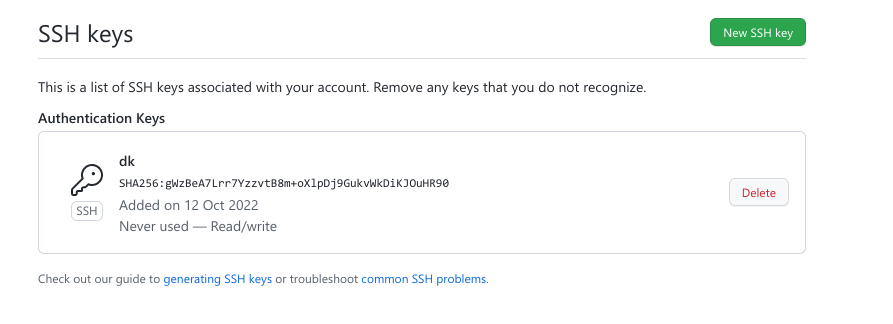 SSH keys
New SSH key
This is a list of SSH keys associated with your account. Remove any keys that you do not recognize.
Authentication Keys
dk
SHA256:gWzBeA7Lrr7YzzvtB8m+oXlpDj9GukvWkDiKJOuHR90
SSH
Added on 12 Oct 2022
Never used — Read/write
Delete
Check out our guide to generating SSH keys or troubleshoot common SSH problems.